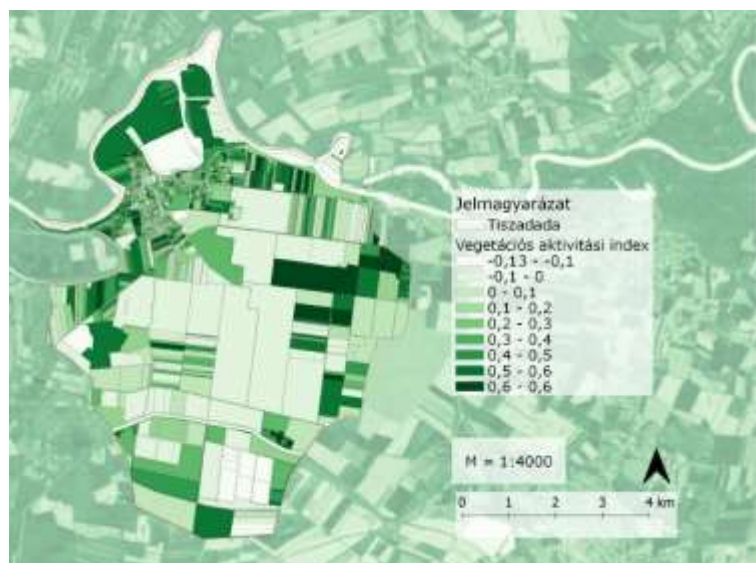 Jelmagyarázat
Tiszadada
Vegetációs aktivitási index
-0,13 - -0,1
-0,1 - 0
0 - 0,1
0,1 - 0,2
0,2 - 0,3
0,3 - 0,4
0,4 - 0,5
0,5 - 0,6
0,6 - 0,6
M = 1:4000
0 1 2 3 4 km